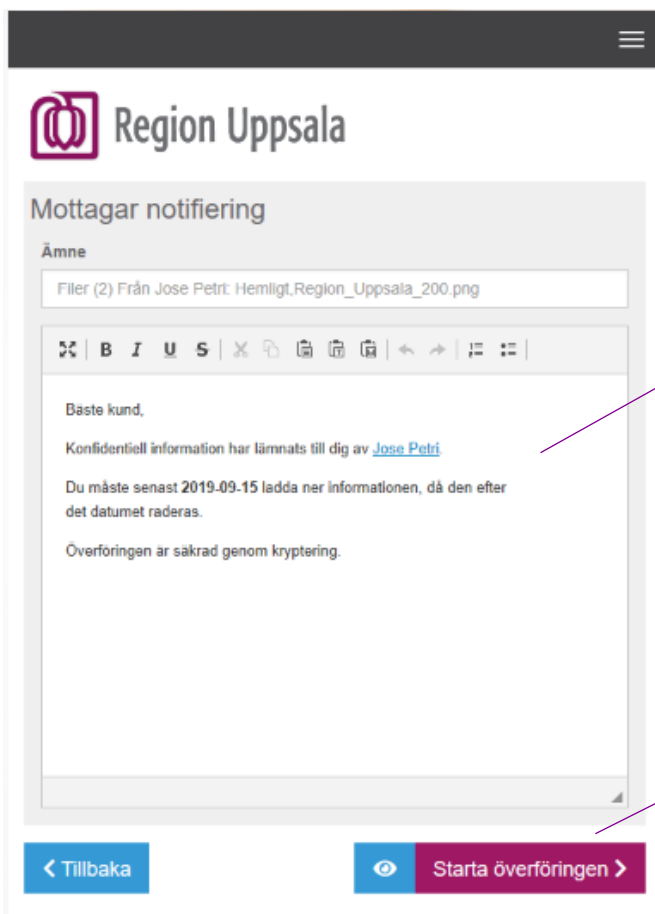 Region Uppsala
Mottagar notifiering
Ämne
Filer (2) Från Jose Petri: Hemligt,Region_Uppsala_200.png
B I U S
Bäste kund,
Konfidentiell information har lämnats till dig av Jose Petri.
Du måste senast 2019-09-15 ladda ner informationen, då den efter
det datumet raderas.
Överföringen är säkrad genom kryptering.
Tillbaka
Starta överföringen